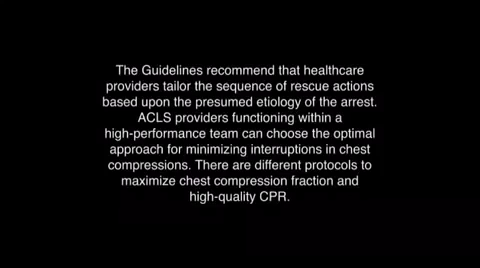 The Guidelines recommend that healthcare
providers tailor the sequence of rescue actions
based upon the presumed etiology of the arrest.
ACLS providers functioning within a
high-performance team can choose the optimal
approach for minimizing interruptions in chest
compressions. There are different protocols to
maximize chest compression fraction and
high-quality CPR.